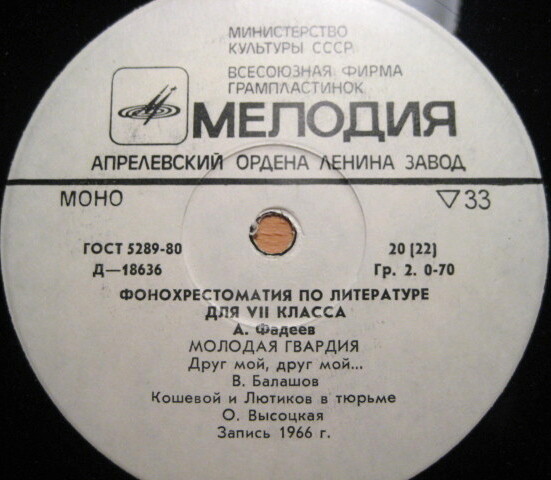 МИНИСТЕРСТВО
КУЛЬТУРЫ СССР
ВСЕСОЮЗНАЯ ФИРМА
ГРАМПЛАСТИНОК
МЕЛОДИЯ
АПРЕЛЕВСКИЙ ОРДЕНА ЛЕНИНА ЗАВОД
МОНО ▽33
ГОСТ 5289-80 20 (22)
Д—18636 Гр. 2. 0-70
ФОНОХРЕСТОМАТИЯ ПО ЛИТЕРАТУРЕ
ДЛЯ VII КЛАССА
А. Фадеев
МОЛОДАЯ ГВАРДИЯ
Друг мой, друг мой...
В. Балашов
Кошевой и Лютиков в тюрьме
О. Высоцкая
Запись 1966 г.